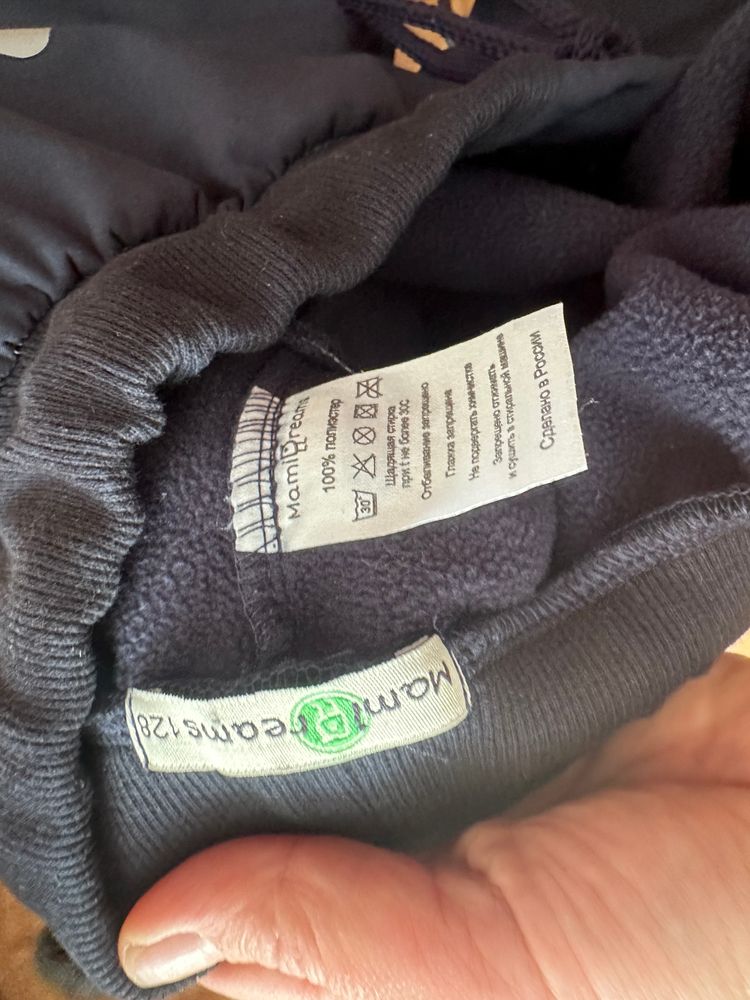 MamiDreams
100% полиэстер
30°
Щадящая стирка
при t не более 30С
Отбеливание запрещено
Глажка запрещена
Не подвергать химчистке
Запрещено отжимать
и сушить в стиральной машине
Сделано в России
MamiDreams 128